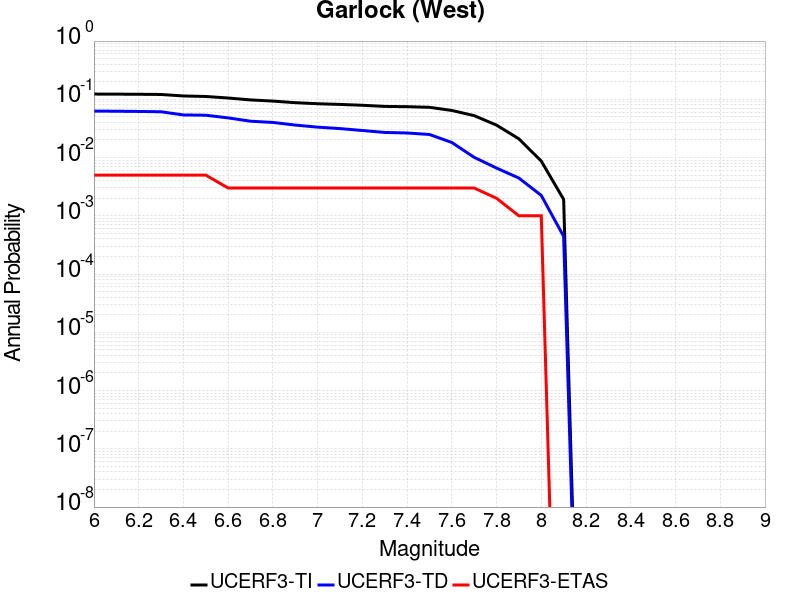 Garlock (West)
10^0
10^-1
10^-2
10^-3
10^-4
10^-5
10^-6
10^-7
10^-8
Annual Probability
6 6.2 6.4 6.6 6.8 7 7.2 7.4 7.6 7.8 8 8.2 8.4 8.6 8.8 9
Magnitude
UCERF3-TI UCERF3-TD UCERF3-ETAS